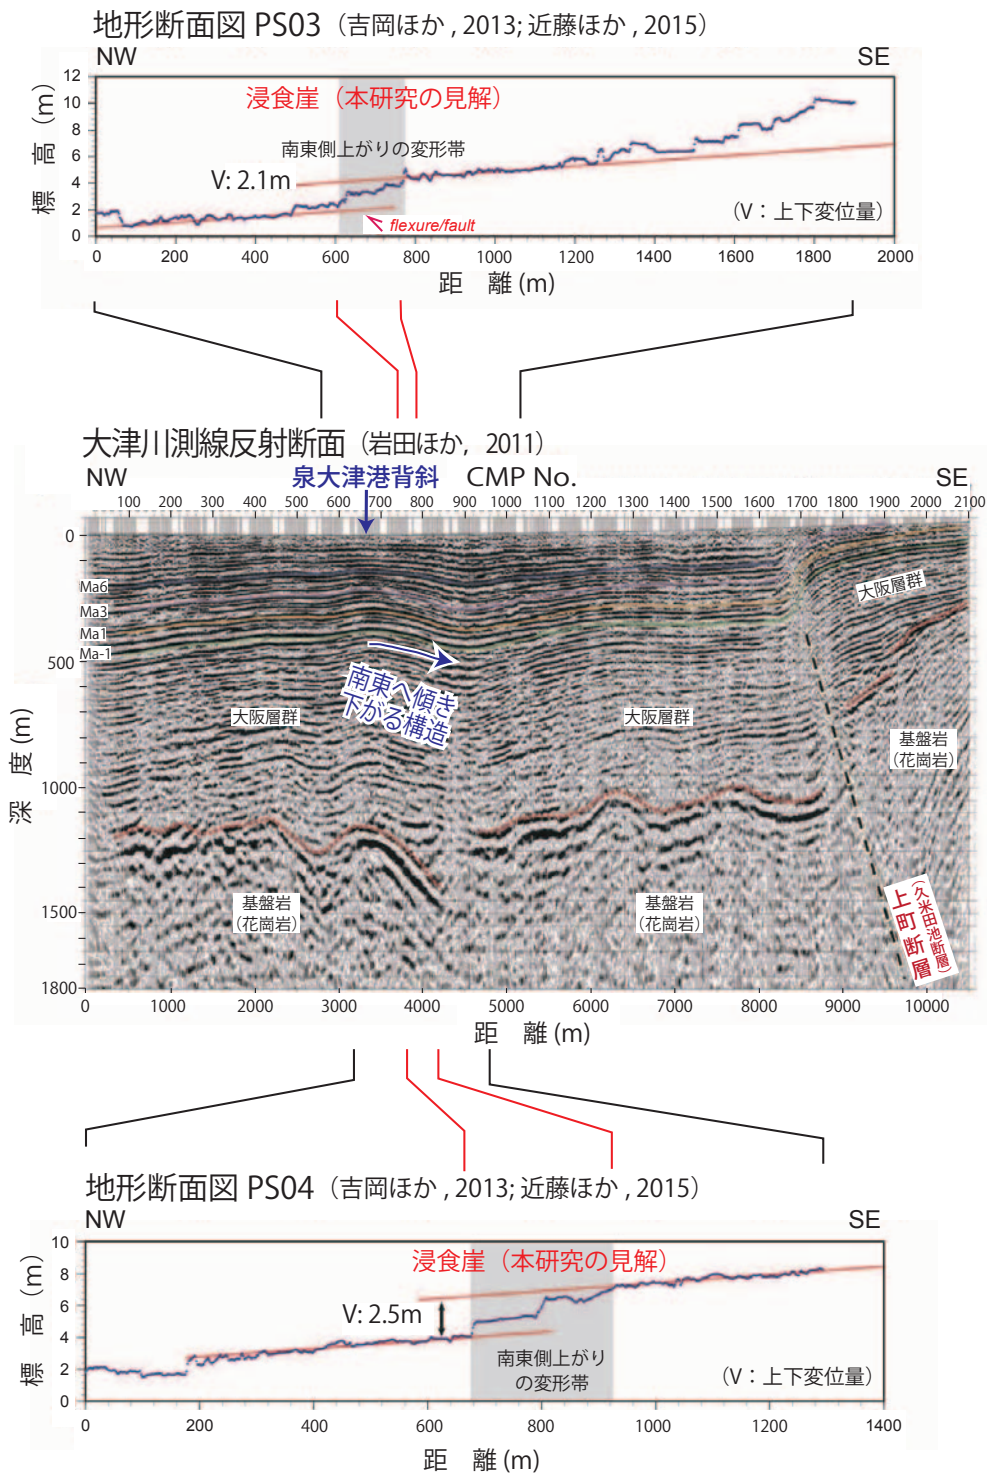 地形断面図 PS03（吉岡ほか , 2013; 近藤ほか , 2015）
NW
SE
浸食崖（本研究の見解）
南東側上がりの変形帯
V: 2.1m
flexure/fault
（V：上下変位量）
標 高（m）
12
10
8
6
4
2
0
0 200 400 600 800 1000 1200 1400 1600 1800 2000
距 離 (m)
大津川測線反射断面（岩田ほか, 2011）
NW
泉大津港背斜
CMP No.
SE
100 200 300 400 500 600 700 800 900 1000 1100 1200 1300 1400 1500 1600 1700 1800 1900 2000 2100
深 度 (m)
0
500
1000
1500
1800
Ma6
Ma3
Ma1
Ma-1
大阪層群
南東へ傾き
下がる構造
大阪層群
大阪層群
基盤岩
（花崗岩）
基盤岩
（花崗岩）
基盤岩
（花崗岩）
上町断層
（久米田池断層）
0 1000 2000 3000 4000 5000 6000 7000 8000 9000 10000
距 離 (m)
地形断面図 PS04（吉岡ほか , 2013; 近藤ほか , 2015）
NW
SE
浸食崖（本研究の見解）
V: 2.5m
南東側上がり
の変形帯
（V：上下変位量）
標 高（m）
10
8
6
4
2
0
0 200 400 600 800 1000 1200 1400
距 離 (m)